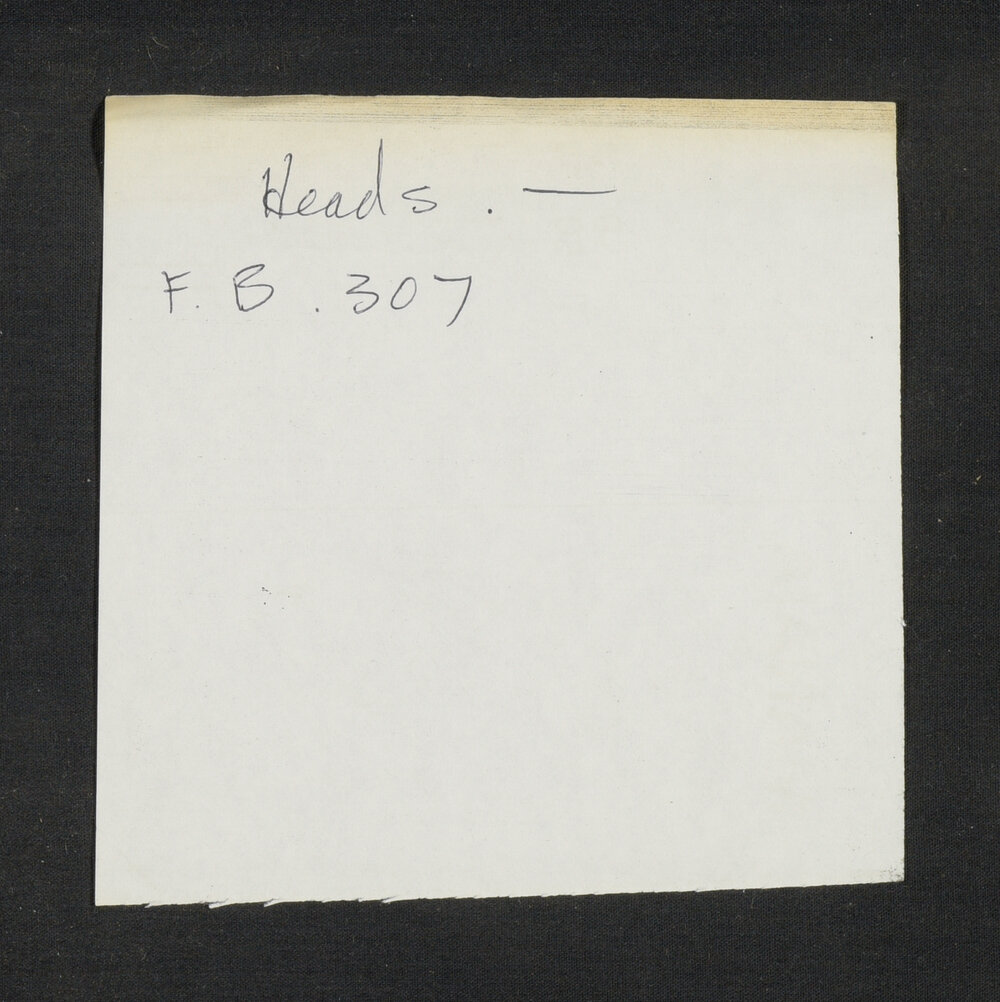 Heads. —
F. B. 307